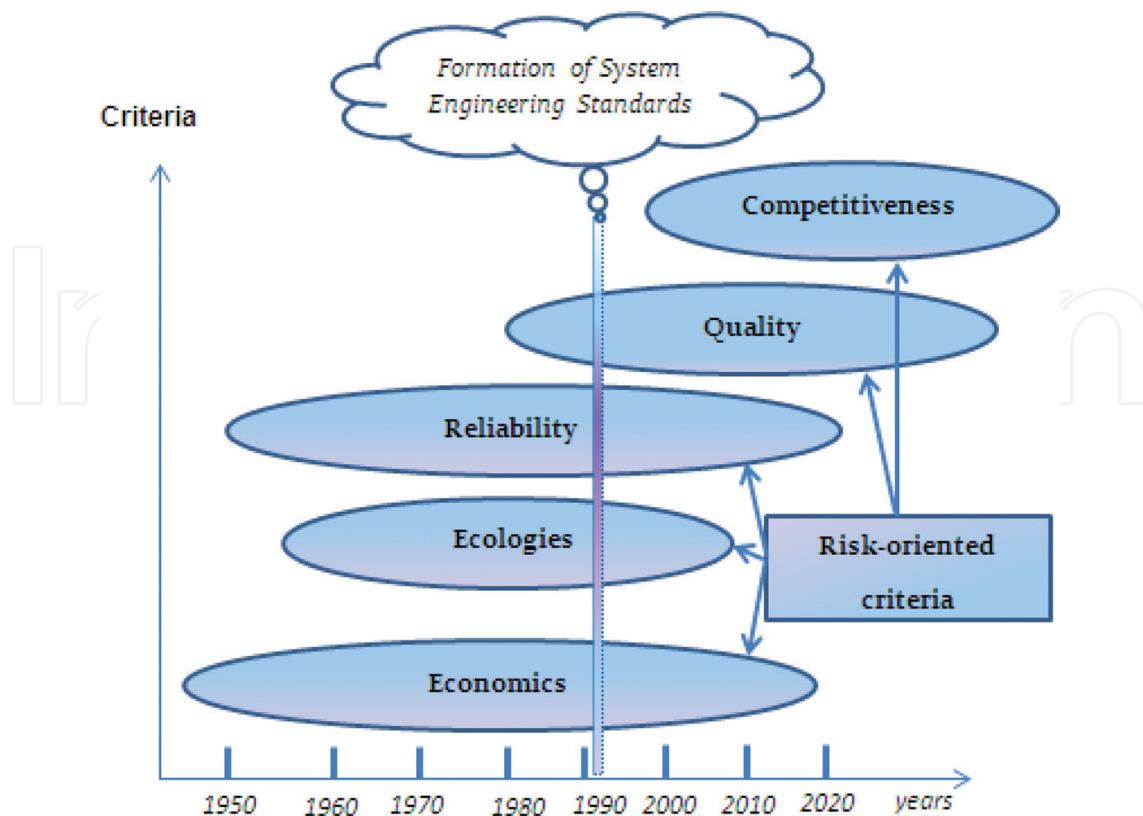 Formation of System
Engineering Standards
Criteria
Competitiveness
Quality
Reliability
Ecologies
Risk-oriented
criteria
Economics
1950 1960 1970 1980 1990 2000 2010 2020 years